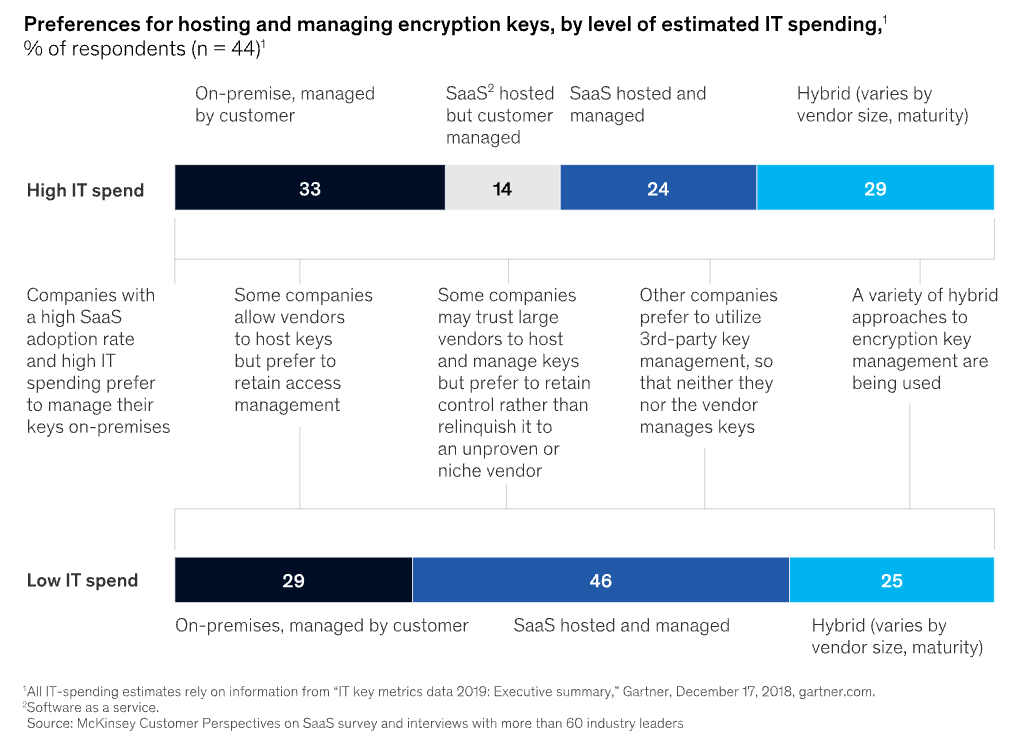 Preferences for hosting and managing encryption keys, by level of estimated IT spending,¹
% of respondents (n = 44)¹
On-premise, managed
by customer
SaaS² hosted
but customer
managed
SaaS hosted and
managed
Hybrid (varies by
vendor size, maturity)
High IT spend
33
14
24
29
Companies with
a high SaaS
adoption rate
and high IT
spending prefer
to manage their
keys on-premises
Some companies
allow vendors
to host keys
but prefer to
retain access
management
Some companies
may trust large
vendors to host
and manage keys
but prefer to retain
control rather than
relinquish it to
an unproven or
niche vendor
Other companies
prefer to utilize
3rd-party key
management, so
that neither they
nor the vendor
manages keys
A variety of hybrid
approaches to
encryption key
management are
being used
Low IT spend
29
46
25
On-premises, managed by customer
SaaS hosted and managed
Hybrid (varies by
vendor size, maturity)
¹All IT-spending estimates rely on information from “IT key metrics data 2019: Executive summary,” Gartner, December 17, 2018, gartner.com.
²Software as a service.
Source: McKinsey Customer Perspectives on SaaS survey and interviews with more than 60 industry leaders